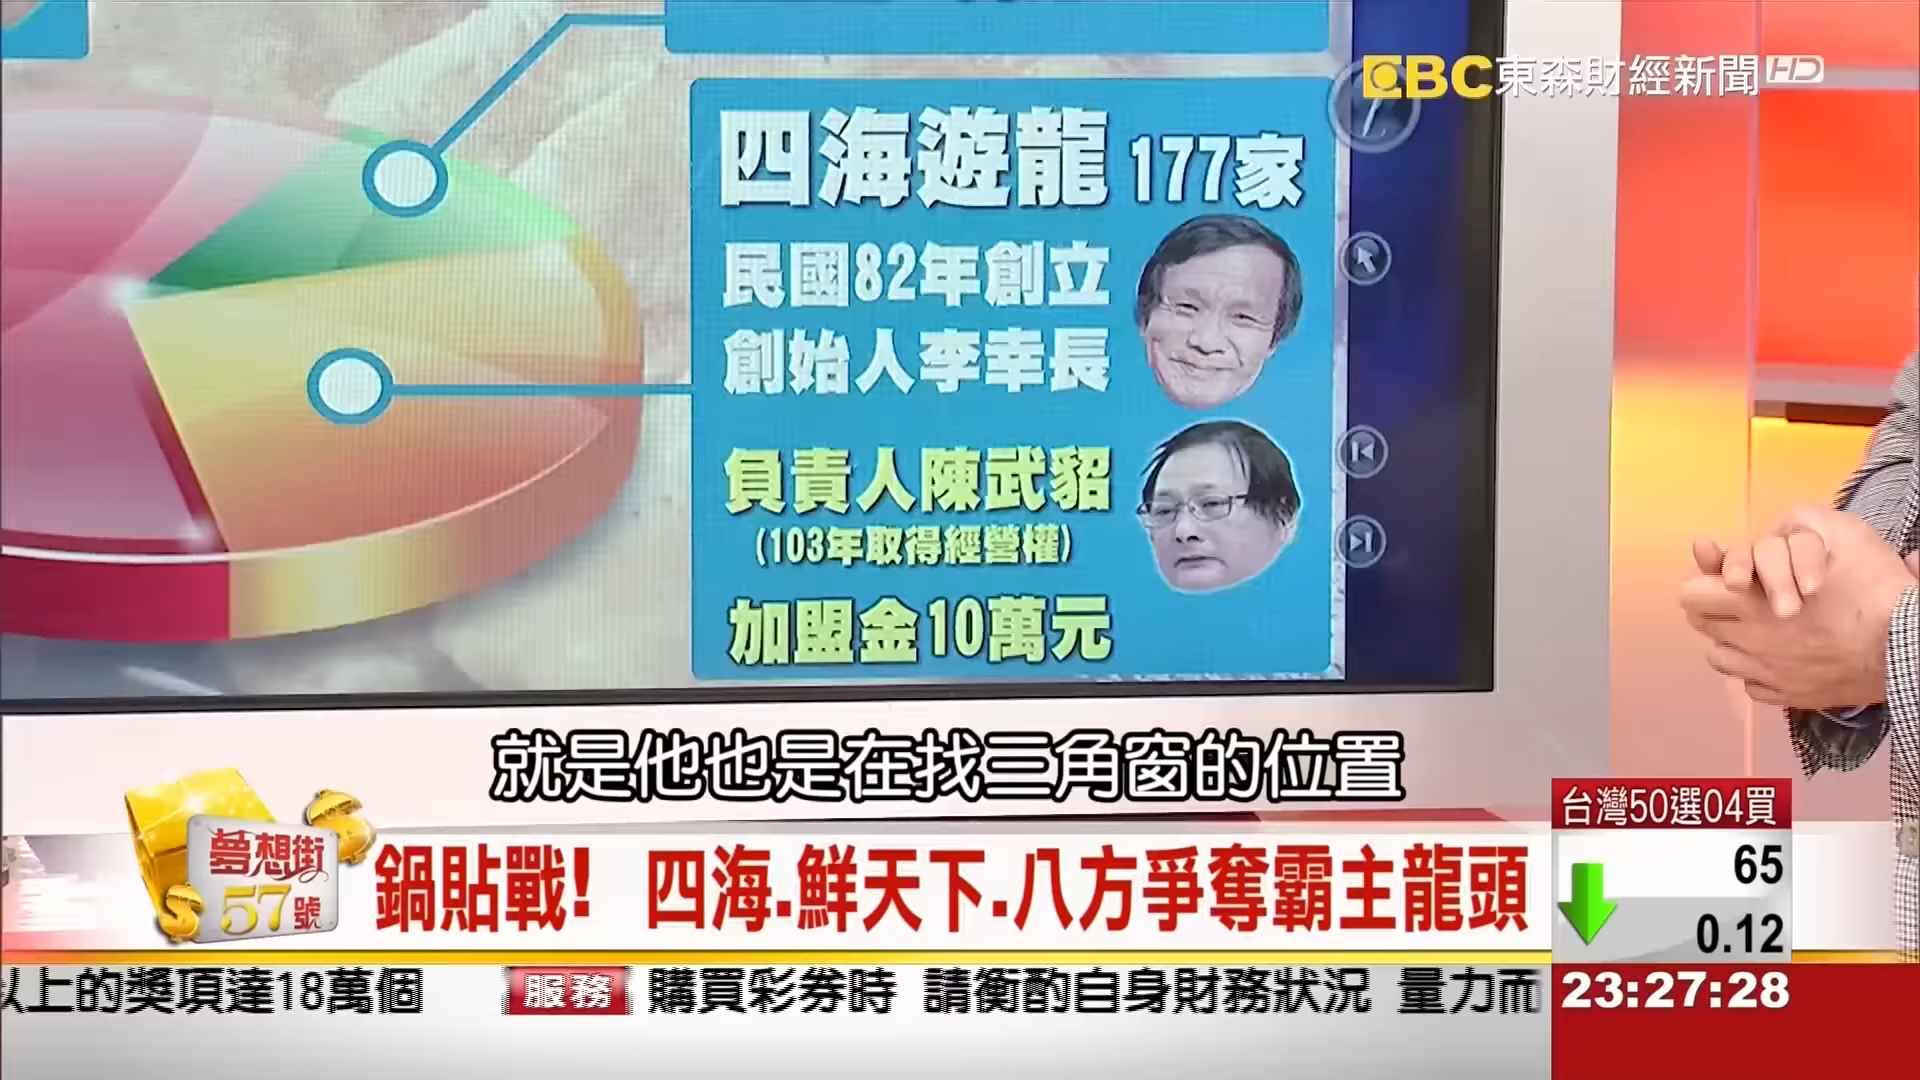 EBC東森財經新聞HD
四海遊龍 177家
民國82年創立
創始人李幸長
負責人陳武貂
(103年取得經營權)
加盟金10萬元
就是他也是在找三角窗的位置
夢想街
57號
鍋貼戰! 四海.鮮天下.八方爭奪霸主龍頭
台灣50選04買
65
0.12
以上的獎項達18萬個 服務 購買彩券時 請衡酌自身財務狀況 量力而
23:27:28